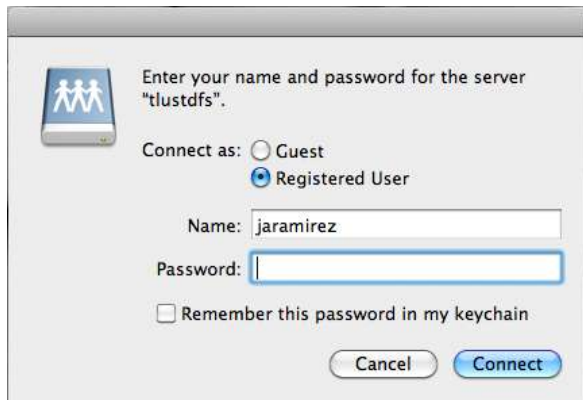 Enter your name and password for the server
"tlustdfs".
Connect as: Guest
Registered User
Name: jaramirez
Password:
Remember this password in my keychain
Cancel Connect